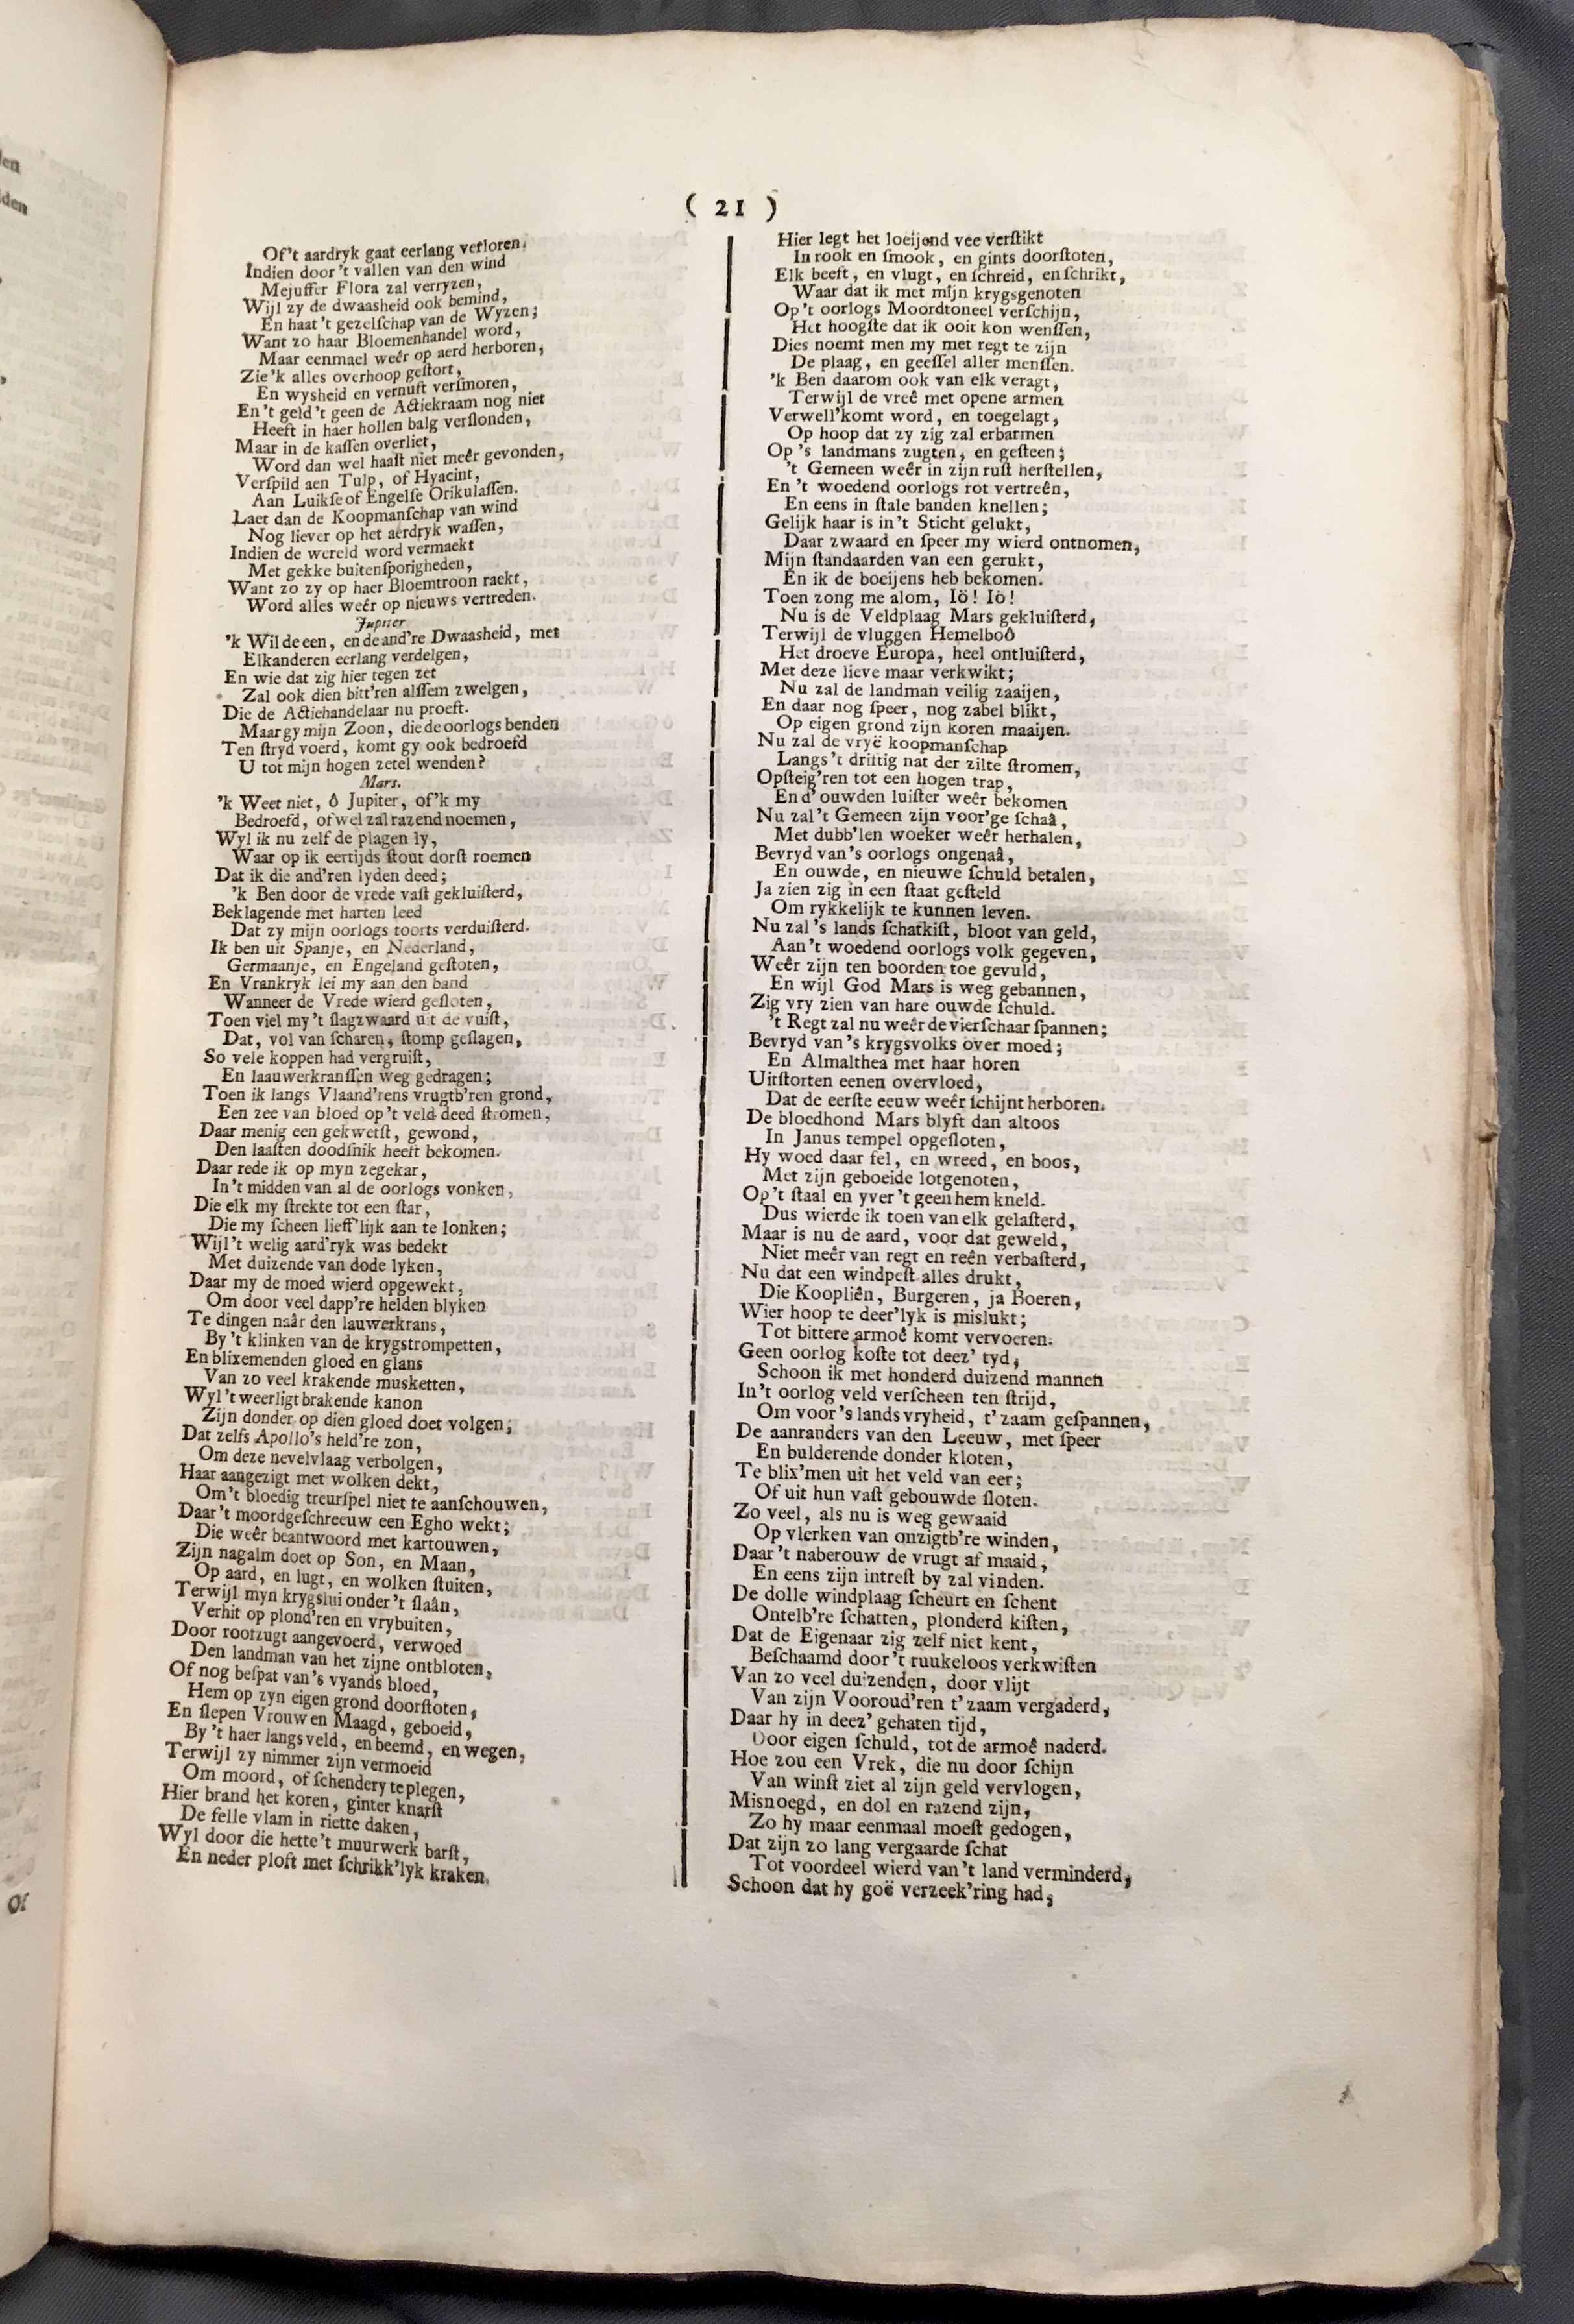 ( 21 )
Of't aardryk gaat eerlang verloren.
Indien door't vallen van den wind
Mejuffer Flora zal verryzen,
Wijl zy de dwaasheid ook bemind,
En haat't gezelſchap van de Wyzen;
Want zo haar Bloemenhandel word,
Maar eenmael weêr op aerd herboren,
Zie'k alles overhoop geſtort,
En wysheid en vernuft verſmoren,
En't geld't geen de Actiekraam nog niet
Heeft in haer hollen balg verſlonden,
Maar in de kaſſen overliet,
Word dan wel haaſt niet meêr gevonden,
Verſpild aen Tulp, of Hyacint,
Aan Luikſe of Engelſe Orikulaſſen.
Laet dan de Koopmanſchap van wind
Nog liever op het aerdryk waſſen,
Indien de wereld word vermaekt
Met gekke buitenſporigheden,
Want zo zy op haer Bloemtroon raekt,
Word alles weêr op nieuws vertreden.
Jupiter
'k Wil de een, en de and're Dwaasheid, met
Elkanderen eerlang verdelgen,
En wie dat zig hier tegen zet
Zal ook dien bitt'ren alſſem zwelgen,
Die de Actiehandelaar nu proeft.
Maar gy mijn Zoon, die de oorlogs benden
Ten ſtryd voerd, komt gy ook bedroefd
U tot mijn hogen zetel wenden?
Mars.
'k Weet niet, ô Jupiter, of'k my
Bedroefd, of wel zal razend noemen,
Wyl ik nu zelf de plagen ly,
Waar op ik eertijds ſtout dorſt roemen
Dat ik die and'ren lyden deed;
'k Ben door de vrede vaſt gekluiſterd,
Beklagende met harten leed
Dat zy mijn oorlogs toorts verduiſterd.
Ik ben uit Spanje, en Nederland,
Germaanje, en Engeland geſtoten,
En Vrankryk lei my aan den band
Wanneer de Vrede wierd geſloten,
Toen viel my't ſlagzwaard uit de vuiſt,
Dat, vol van ſcharen, ſtomp geſlagen,
So vele koppen had vergruiſt,
En laauwerkranſſen weg gedragen;
Toen ik langs Vlaand'rens vrugtb'ren grond,
Een zee van bloed op't veld deed ſtromen,
Daar menig een gekwetſt, gewond,
Den laaſten doodſnik heeft bekomen.
Daar rede ik op myn zegekar,
In't midden van al de oorlogs vonken,
Die elk my ſtrekte tot een ſtar,
Die my ſcheen lieff'lijk aan te lonken;
Wijl't welig aard'ryk was bedekt
Met duizende van dode lyken,
Daar my de moed wierd opgewekt,
Om door veel dapp're helden blyken
Te dingen naâr den lauwerkrans,
By't klinken van de krygstrompetten,
En blixemenden gloed en glans
Van zo veel krakende musketten,
Wyl't weerligt brakende kanon
Zijn donder op dien gloed doet volgen;
Dat zelfs Apollo's held're zon,
Om deze nevelvlaag verbolgen,
Haar aangezigt met wolken dekt,
Om't bloedig treurſpel niet te aanſchouwen,
Daar't moordgeſchreeuw een Egho wekt;
Die weêr beantwoord met kartouwen,
Zijn nagalm doet op Son, en Maan,
Op aard, en lugt, en wolken ſtuiten,
Terwijl myn krygslui onder't ſlaân,
Verhit op plond'ren en vrybuiten,
Door rootzugt aangevoerd, verwoed
Den landman van het zijne ontbloten,
Of nog beſpat van's vyands bloed,
Hem op zyn eigen grond doorſtoten,
En ſlepen Vrouw en Maagd, geboeid,
By't haer langs veld, en beemd, en wegen,
Terwijl zy nimmer zijn vermoeid
Om moord, of ſchendery te plegen,
Hier brand het koren, ginter knarſt
De felle vlam in riette daken,
Wyl door die hette't muurwerk barſt,
En neder ploft met ſchrikk'lyk kraken.
Hier legt het loeijend vee verſtikt
In rook en ſmook, en gints doorſtoten,
Elk beeft, en vlugt, en ſchreid, en ſchrikt,
Waar dat ik met mijn krygsgenoten
Op't oorlogs Moordtoneel verſchijn,
Het hoogſte dat ik ooit kon wenſſen,
Dies noemt men my met regt te zijn
De plaag, en geeſſel aller menſſen.
'k Ben daarom ook van elk veragt,
Terwijl de vreê met opene armen
Verwell'komt word, en toegelagt,
Op hoop dat zy zig zal erbarmen
Op's landmans zugten, en geſteen;
't Gemeen weêr in zijn ruſt herſtellen,
En't woedend oorlogs rot vertreên,
En eens in ſtale banden knellen;
Gelijk haar is in't Sticht gelukt,
Daar zwaard en ſpeer my wierd ontnomen,
Mijn ſtandaarden van een gerukt,
En ik de boeijens heb bekomen.
Toen zong me alom, Iö! Iö!
Nu is de Veldplaag Mars gekluiſterd,
Terwijl de vluggen Hemelboô
Het droeve Europa, heel ontluiſterd,
Met deze lieve maar verkwikt;
Nu zal de landman veilig zaaijen,
En daar nog ſpeer, nog zabel blikt,
Op eigen grond zijn koren maaijen.
Nu zal de vryë koopmanſchap
Langs't driftig nat der zilte ſtromen,
Opſteig'ren tot een hogen trap,
En d'ouwden luiſter weêr bekomen
Nu zal't Gemeen zijn voor'ge ſchaâ,
Met dubb'len woeker weêr herhalen,
Bevryd van's oorlogs ongenaâ,
En ouwde, en nieuwe ſchuld betalen,
Ja zien zig in een ſtaat geſteld
Om rykkelijk te kunnen leven.
Nu zal's lands ſchatkiſt, bloot van geld,
Aan't woedend oorlogs volk gegeven,
Weêr zijn ten boorden toe gevuld,
En wijl God Mars is weg gebannen,
Zig vry zien van hare ouwde ſchuld.
't Regt zal nu weêr de vierſchaar ſpannen;
Bevryd van's krygsvolks over moed;
En Almalthea met haar horen
Uitſtorten eenen overvloed,
Dat de eerſte eeuw weêr ſchijnt herboren.
De bloedhond Mars blyft dan altoos
In Janus tempel opgeſloten,
Hy woed daar fel, en wreed, en boos,
Met zijn geboeide lotgenoten,
Op't ſtaal en yver't geen hem kneld.
Dus wierde ik toen van elk gelaſterd,
Maar is nu de aard, voor dat geweld,
Niet meêr van regt en reên verbaſterd,
Nu dat een windpeſt alles drukt,
Die Kooplïên, Burgeren, ja Boeren,
Wier hoop te deer'lyk is mislukt;
Tot bittere armoê komt vervoeren.
Geen oorlog koſte tot deez' tyd,
Schoon ik met honderd duizend mannen
In't oorlog veld verſcheen ten ſtrijd,
Om voor's lands vryheid, t'zaam geſpannen,
De aanranders van den Leeuw, met ſpeer
En bulderende donder kloten,
Te blix'men uit het veld van eer;
Of uit hun vaſt gebouwde ſloten.
Zo veel, als nu is weg gewaaid
Op vlerken van onzigtb're winden,
Daar't naberouw de vrugt af maaid,
En eens zijn intreſt by zal vinden.
De dolle windplaag ſcheurt en ſchent
Ontelb're ſchatten, plonderd kiſten,
Dat de Eigenaar zig zelf niet kent,
Beſchaamd door't ruukeloos verkwiſten
Van zo veel duizenden, door vlijt
Van zijn Vooroud'ren t'zaam vergaderd,
Daar hy in deez' gehaten tijd,
Door eigen ſchuld, tot de armoê naderd.
Hoe zou een Vrek, die nu door ſchijn
Van winſt ziet al zijn geld vervlogen,
Misnoegd, en dol en razend zijn,
Zo hy maar eenmaal moeſt gedogen,
Dat zijn zo lang vergaarde ſchat
Tot voordeel wierd van't land verminderd,
Schoon dat hy goë verzeek'ring had,